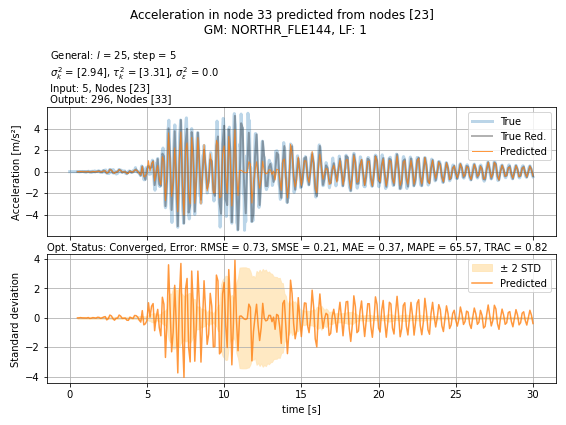 Acceleration in node 33 predicted from nodes [23]
GM: NORTHR_FLE144, LF: 1
General: l = 25, step = 5
σ²ₖ = [2.94], τ²ₖ = [3.31], σ²ε = 0.0
Input: 5, Nodes [23]
Output: 296, Nodes [33]
True
True Red.
Predicted
4
2
0
−2
−4
Acceleration [m/s²]
Opt. Status: Converged, Error: RMSE = 0.73, SMSE = 0.21, MAE = 0.37, MAPE = 65.57, TRAC = 0.82
± 2 STD
Predicted
4
2
0
−2
−4
Standard deviation
0 5 10 15 20 25 30
time [s]